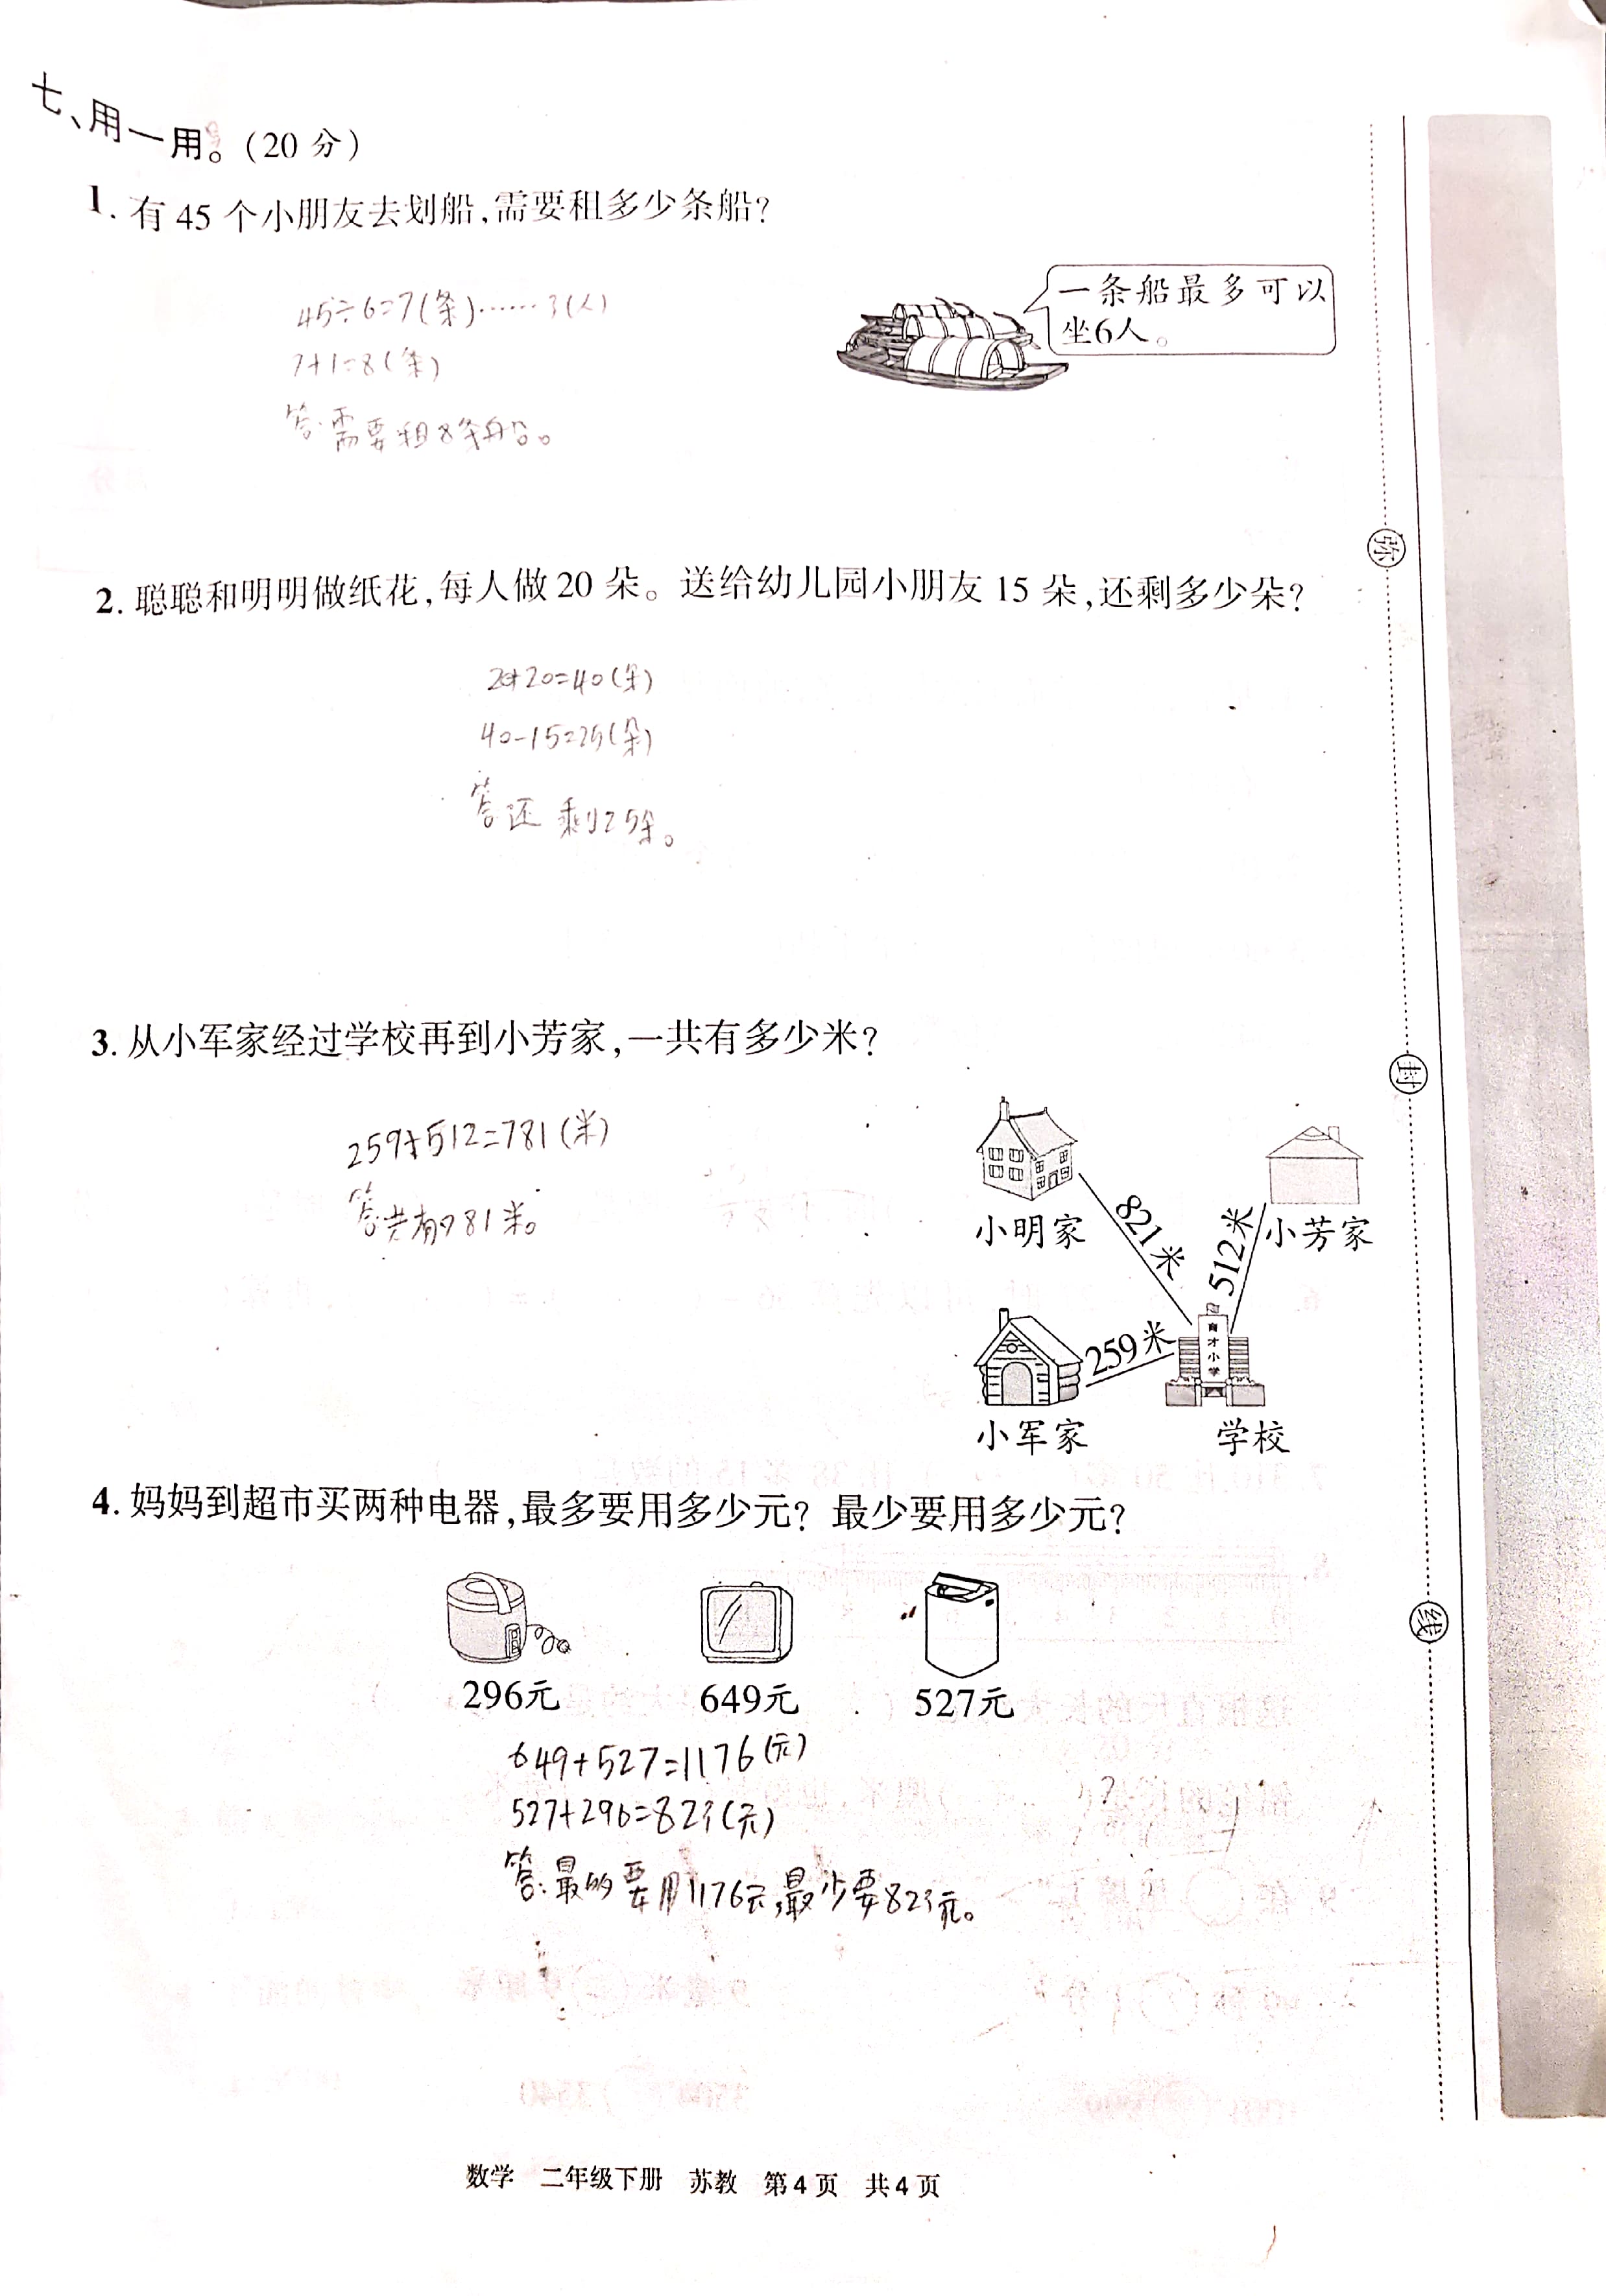 七、用一用。(20 分)
1. 有 45 个小朋友去划船,需要租多少条船?
一条船最多可以
坐6人。
45÷6=7(条)……3(人)
7+1=8(条)
答:需要租8条船。
2. 聪聪和明明做纸花,每人做 20 朵。送给幼儿园小朋友 15 朵,还剩多少朵?
20+20=40(朵)
40-15=25(朵)
答:还剩25朵。
3. 从小军家经过学校再到小芳家,一共有多少米?
259+512=781(米)
答:共有781米。
小明家
821米
512米
小芳家
259米
育才小学
小军家
学校
4. 妈妈到超市买两种电器,最多要用多少元? 最少要用多少元?
296元 649元 527元
649+527=1176(元)
527+296=823(元)
答:最的要用1176元,最少要823元。
弥
封
线
数学 二年级下册 苏教 第4页 共4页